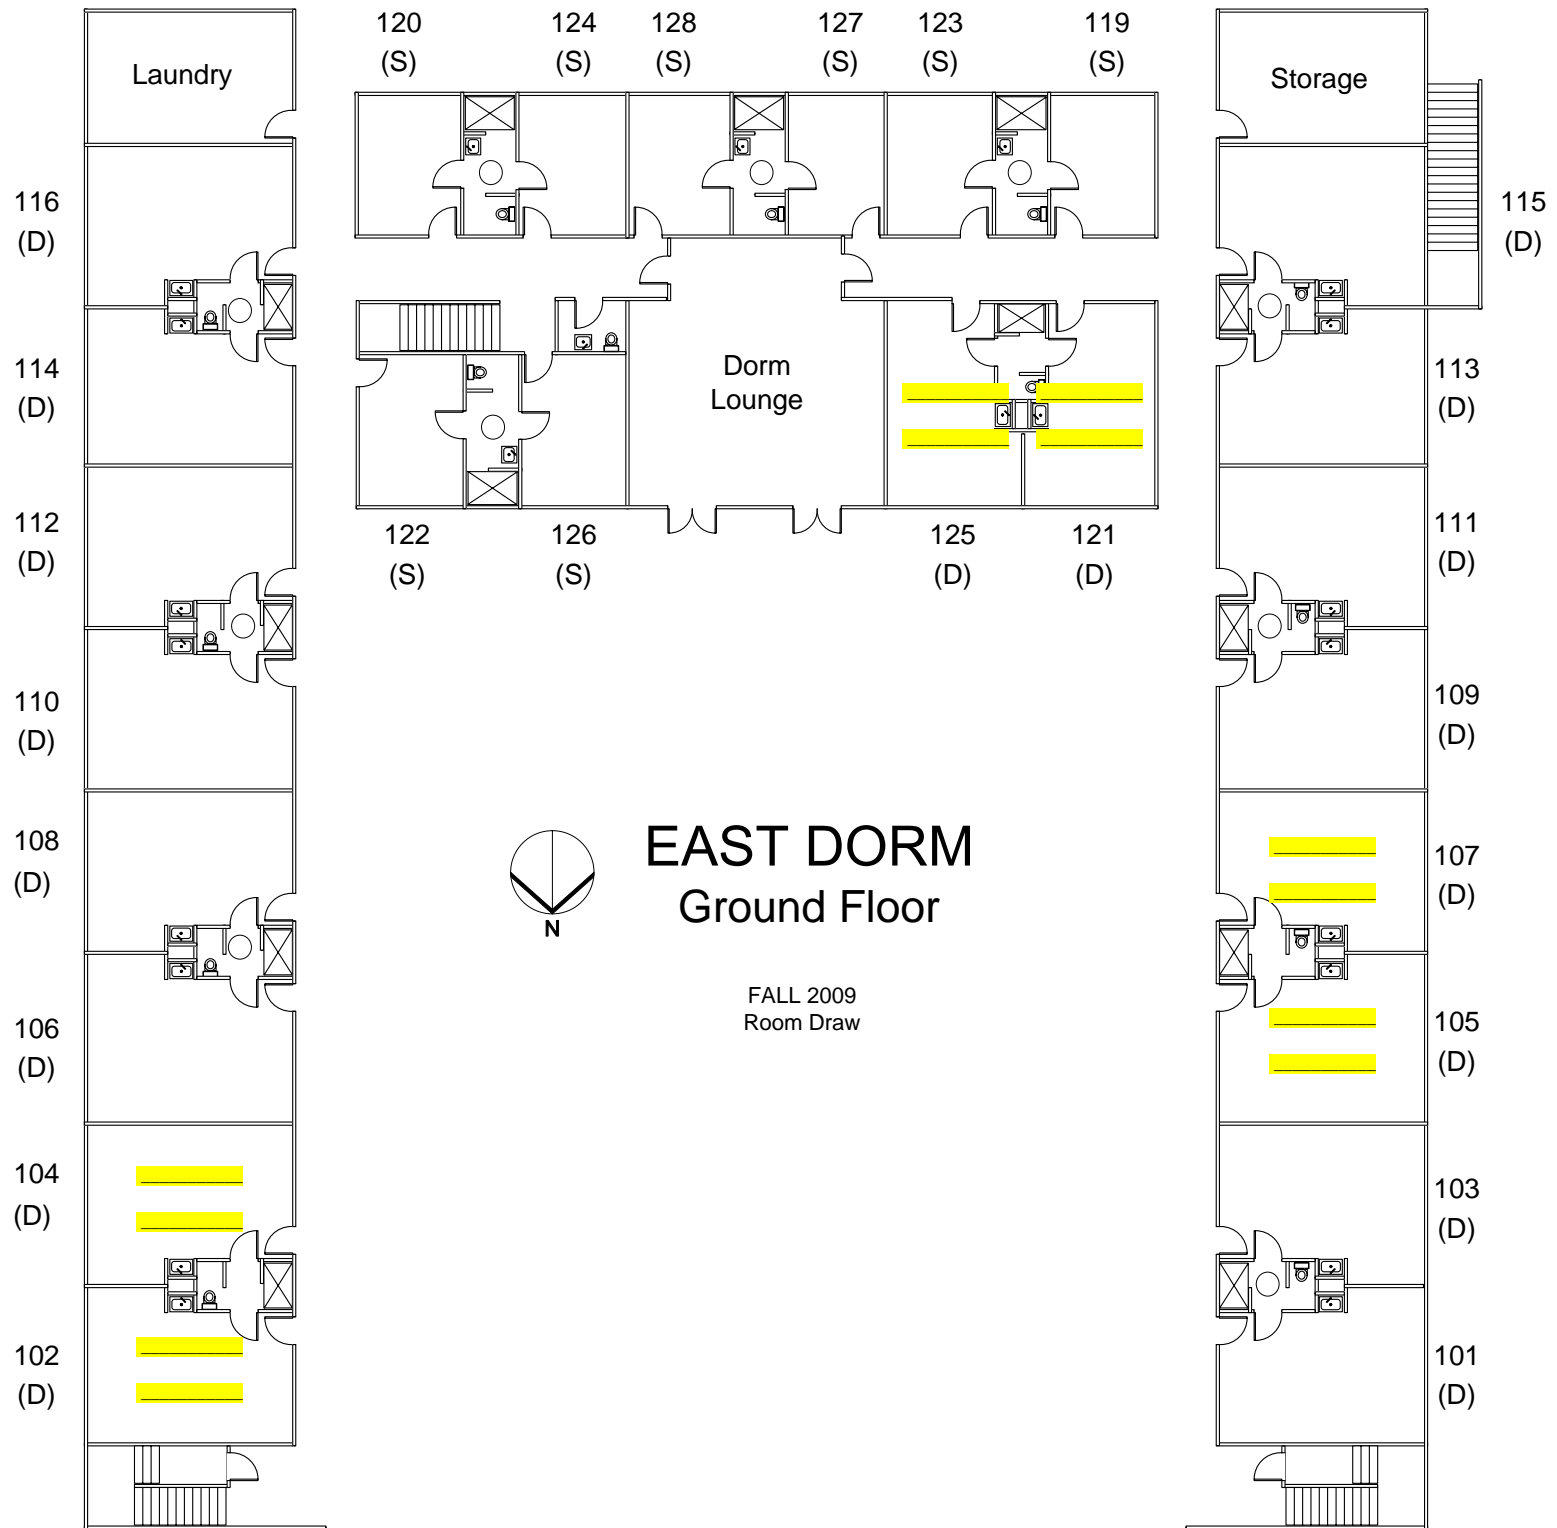 120 124 128 127 123 119
(S) (S) (S) (S) (S) (S)
Laundry
Storage
116
(D)
115
(D)
114
(D)
Dorm
Lounge
113
(D)
112
(D)
122 126 125 121
(S) (S) (D) (D)
111
(D)
110
(D)
109
(D)
108
(D)
EAST DORM
Ground Floor
N
107
(D)
FALL 2009
Room Draw
106
(D)
105
(D)
104
(D)
103
(D)
102
(D)
101
(D)